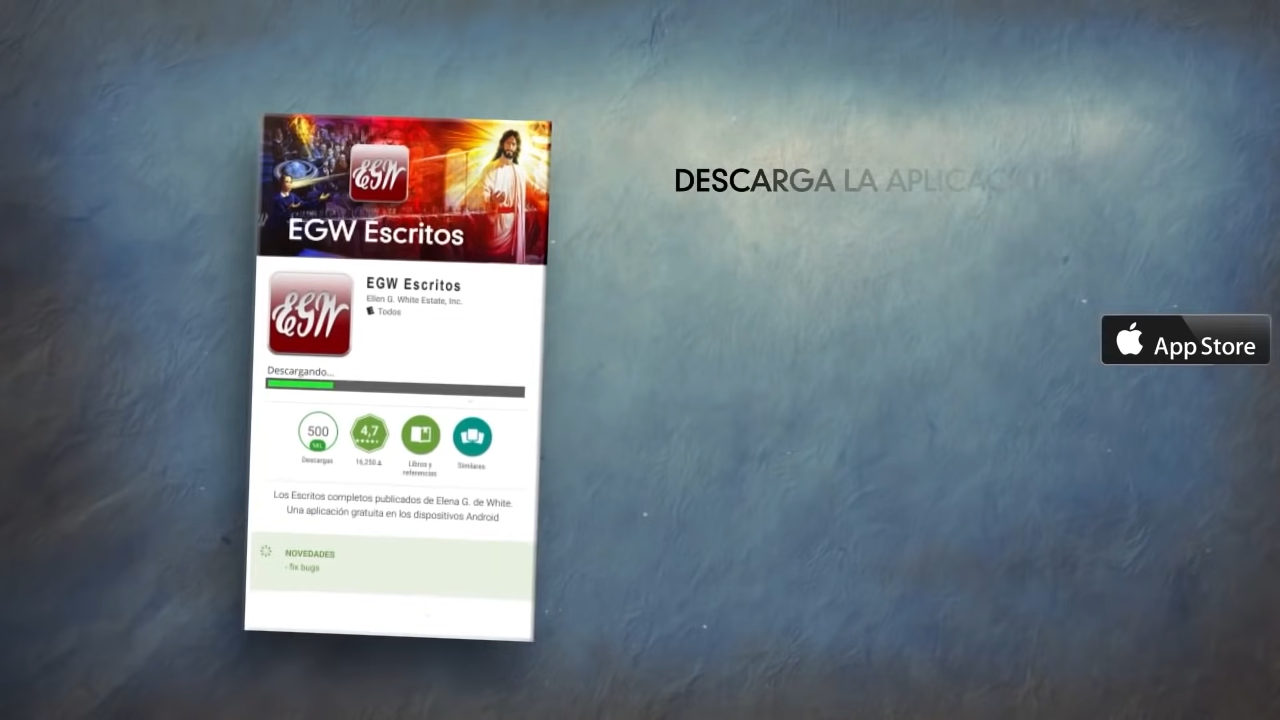 EGW
EGW Escritos
EGW
EGW Escritos
Ellen G. White Estate, Inc.
Todos
Descargando...
500
MIL
Descargas
4,7
16,250
Libros y
referencias
Similares
Los Escritos completos publicados de Elena G. de White.
Una aplicación gratuita en los dispositivos Android
NOVEDADES
- fix bugs
DESCARGA LA APLICAC
App Store